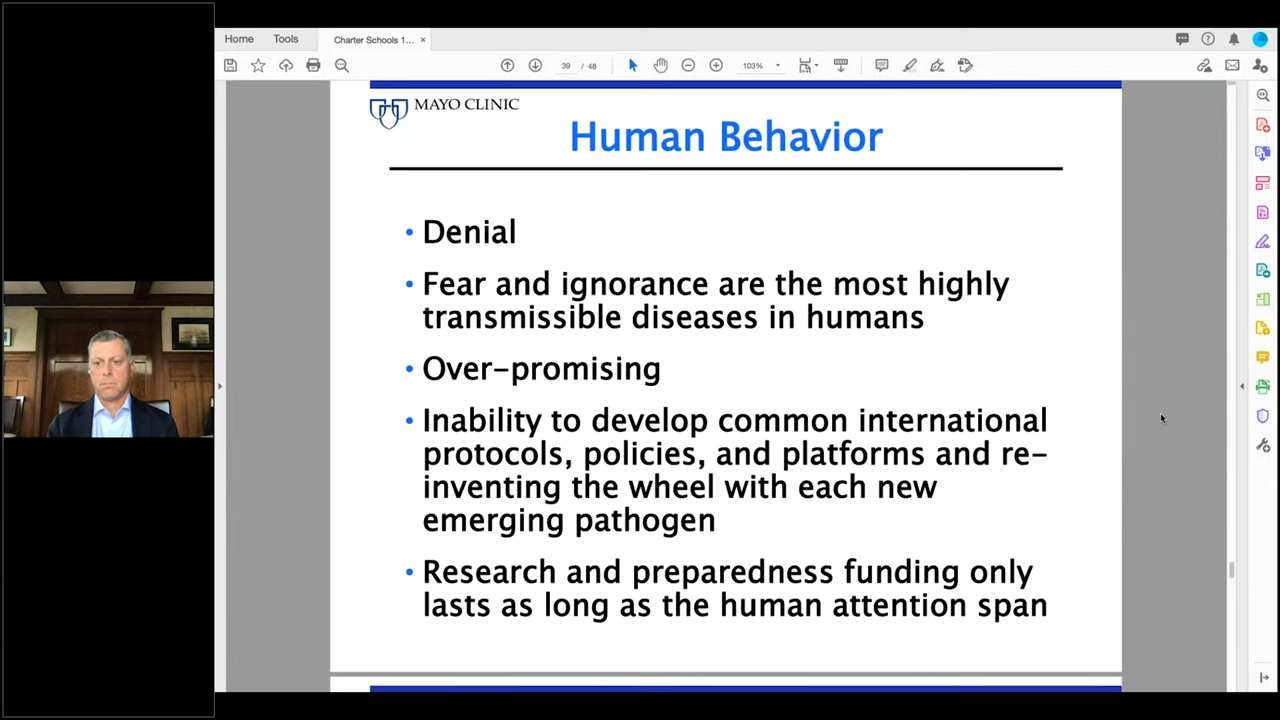 Home Tools Charter Schools 1... ×
39 / 48 103%
MAYO CLINIC
Human Behavior
• Denial
• Fear and ignorance are the most highly
transmissible diseases in humans
• Over-promising
• Inability to develop common international
protocols, policies, and platforms and re-
inventing the wheel with each new
emerging pathogen
• Research and preparedness funding only
lasts as long as the human attention span